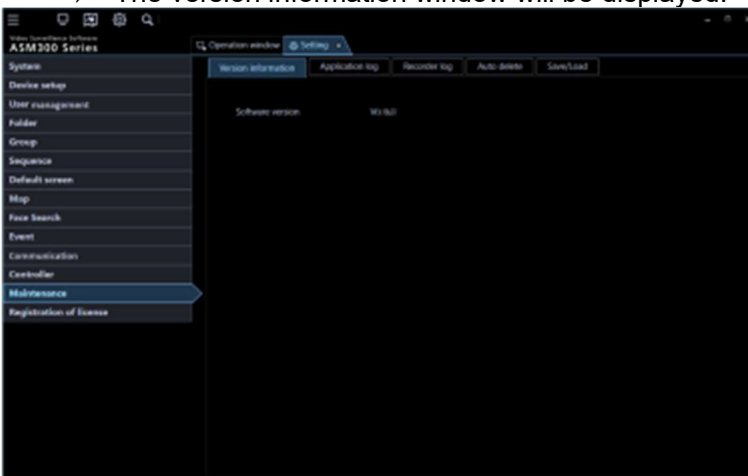 The version information window will be displayed.
Video Surveillance Software
ASM300 Series
Operation window
Setting
System
Device setup
User management
Folder
Group
Sequence
Default screen
Map
Face Search
Event
Communication
Controller
Maintenance
Registration of license
Version information
Application log
Recorder log
Auto delete
Save/Load
Software version